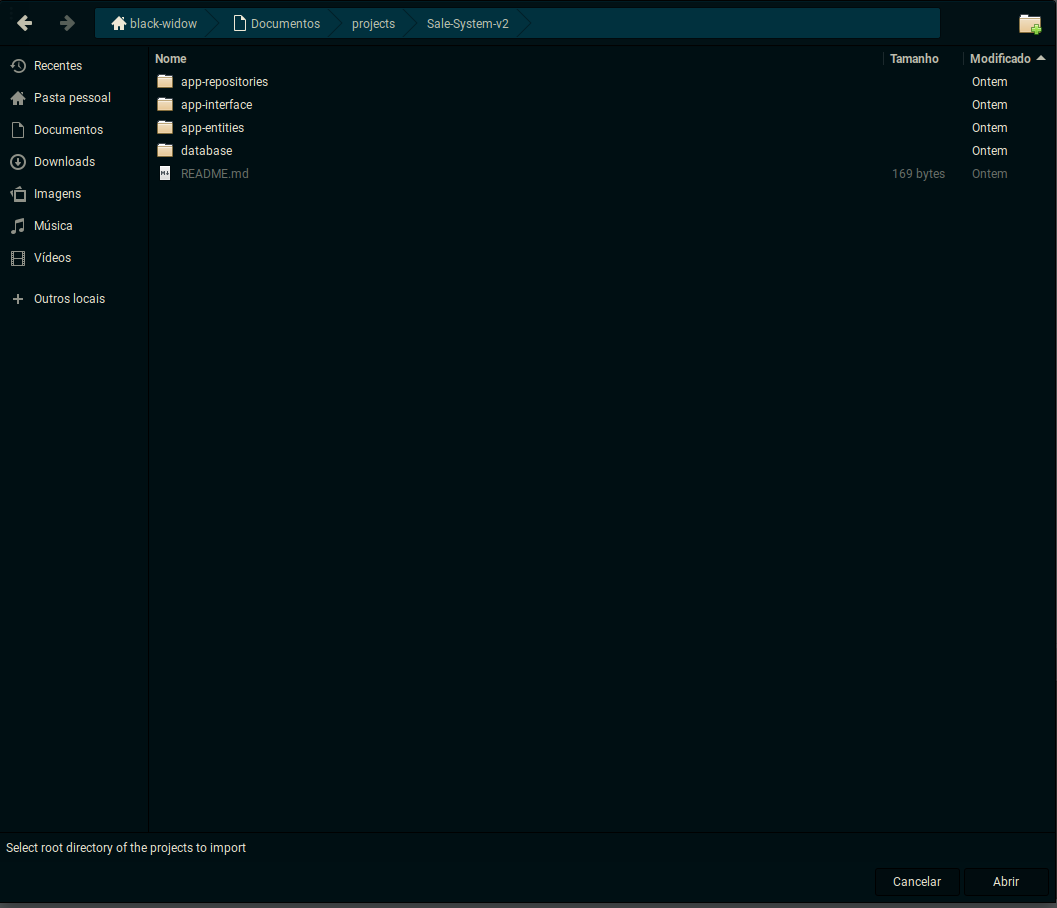 black-widow Documentos projects Sale-System-v2
Recentes
Pasta pessoal
Documentos
Downloads
Imagens
Música
Vídeos
Outros locais
Nome Tamanho Modificado
app-repositories Ontem
app-interface Ontem
app-entities Ontem
database Ontem
README.md 169 bytes Ontem
Select root directory of the projects to import
Cancelar Abrir